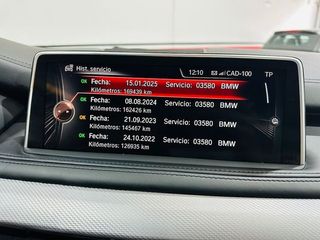 Hist. servicio
12:10 CAD-100 TP
OK Fecha: 15.01.2025 Servicio: 03580 BMW
Kilómetros: 169439 km
OK Fecha: 08.08.2024 Servicio: 03580 BMW
Kilómetros: 162426 km
OK Fecha: 21.09.2023 Servicio: 03580 BMW
Kilómetros: 145467 km
OK Fecha: 24.10.2022 Servicio: 03580 BMW
Kilómetros: 126935 km